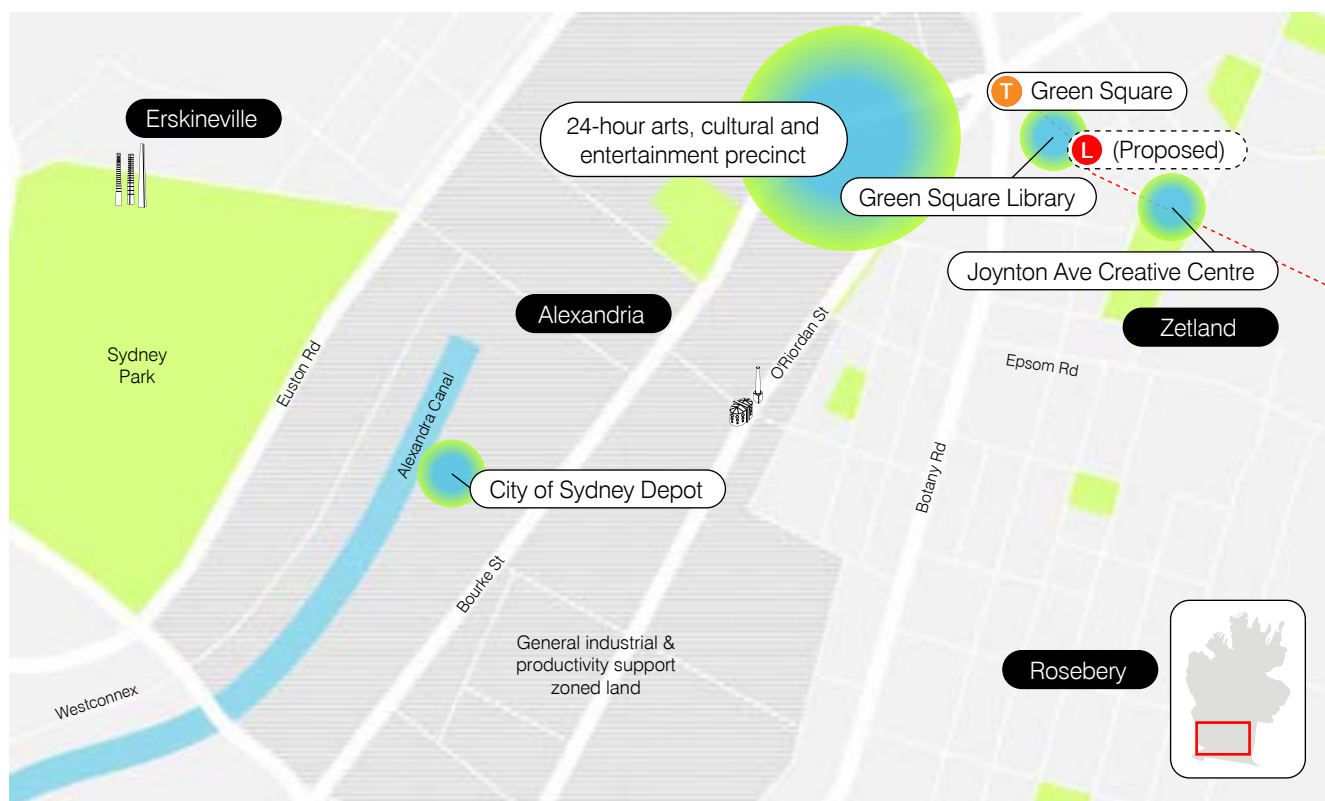 T Green Square
Erskineville
24-hour arts, cultural and
entertainment precinct
L (Proposed)
Green Square Library
Joynton Ave Creative Centre
Alexandria
Zetland
Sydney
Park
Euston Rd
O'Riordan St
Epsom Rd
Alexandra Canal
City of Sydney Depot
Botany Rd
Bourke St
General industrial &
productivity support
zoned land
Rosebery
Westconnex